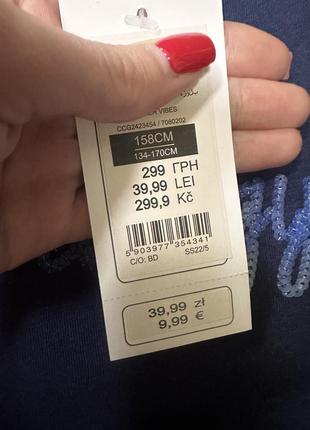 VIBES
CCG2423454 / 7080202
158CM
134-170CM
299 ГРН
39,99 LEI
299,9 Kč
5 903977 354341
C/O: BD SS22/5
39,99 zł
9,99 €